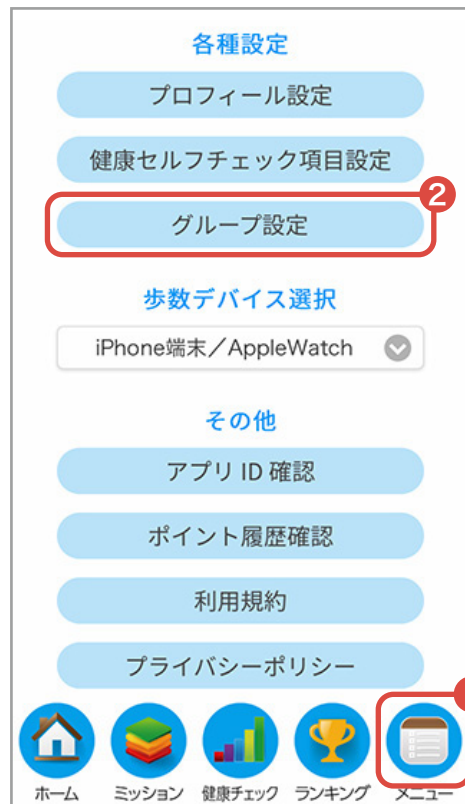 各種設定
プロフィール設定
健康セルフチェック項目設定
2
グループ設定
歩数デバイス選択
iPhone端末／AppleWatch
その他
アプリ ID 確認
ポイント履歴確認
利用規約
プライバシーポリシー
ホーム ミッション 健康チェック ランキング メニュー